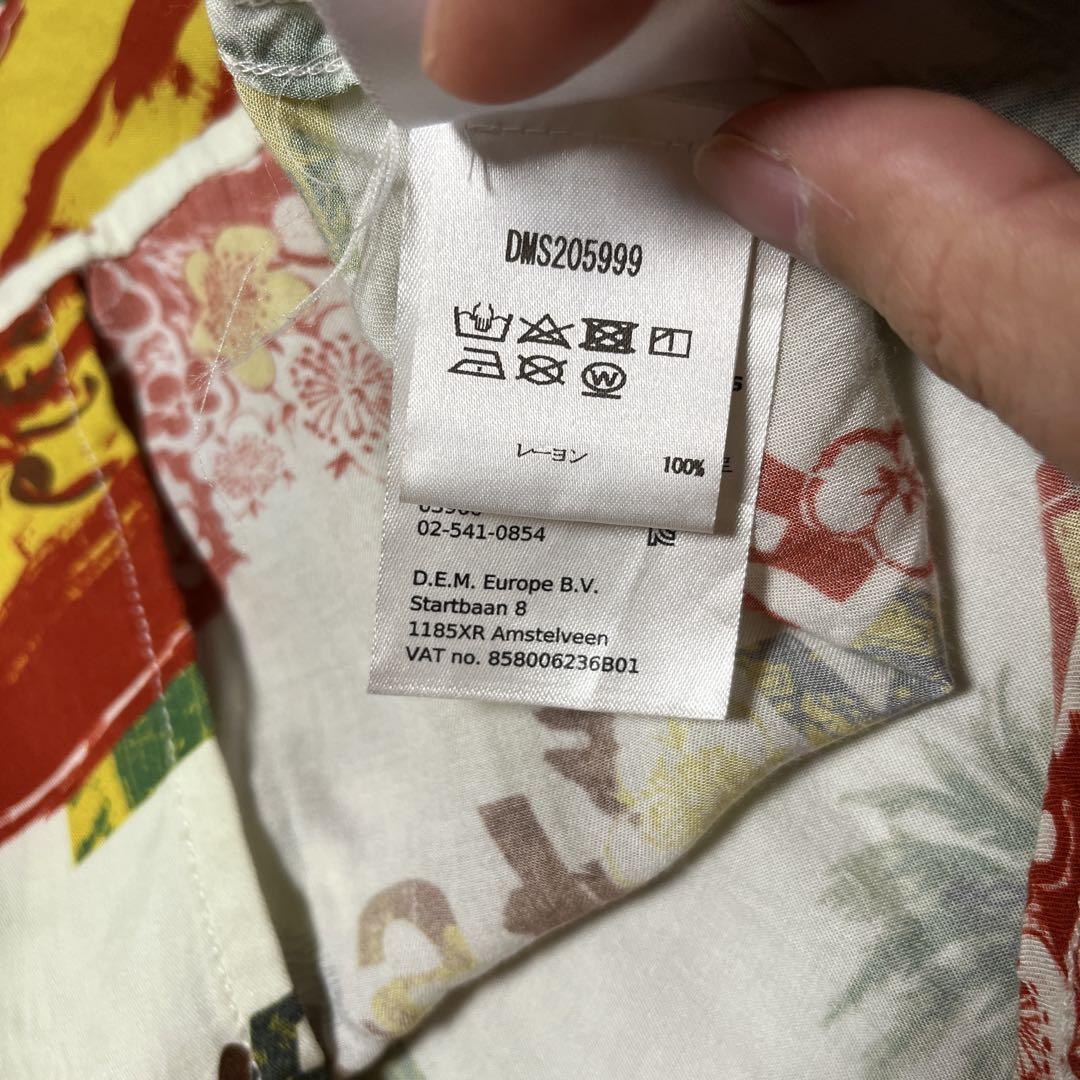 DMS205999
W
レーヨン 100%
02-541-0854
D.E.M. Europe B.V.
Startbaan 8
1185XR Amstelveen
VAT no. 858006236B01